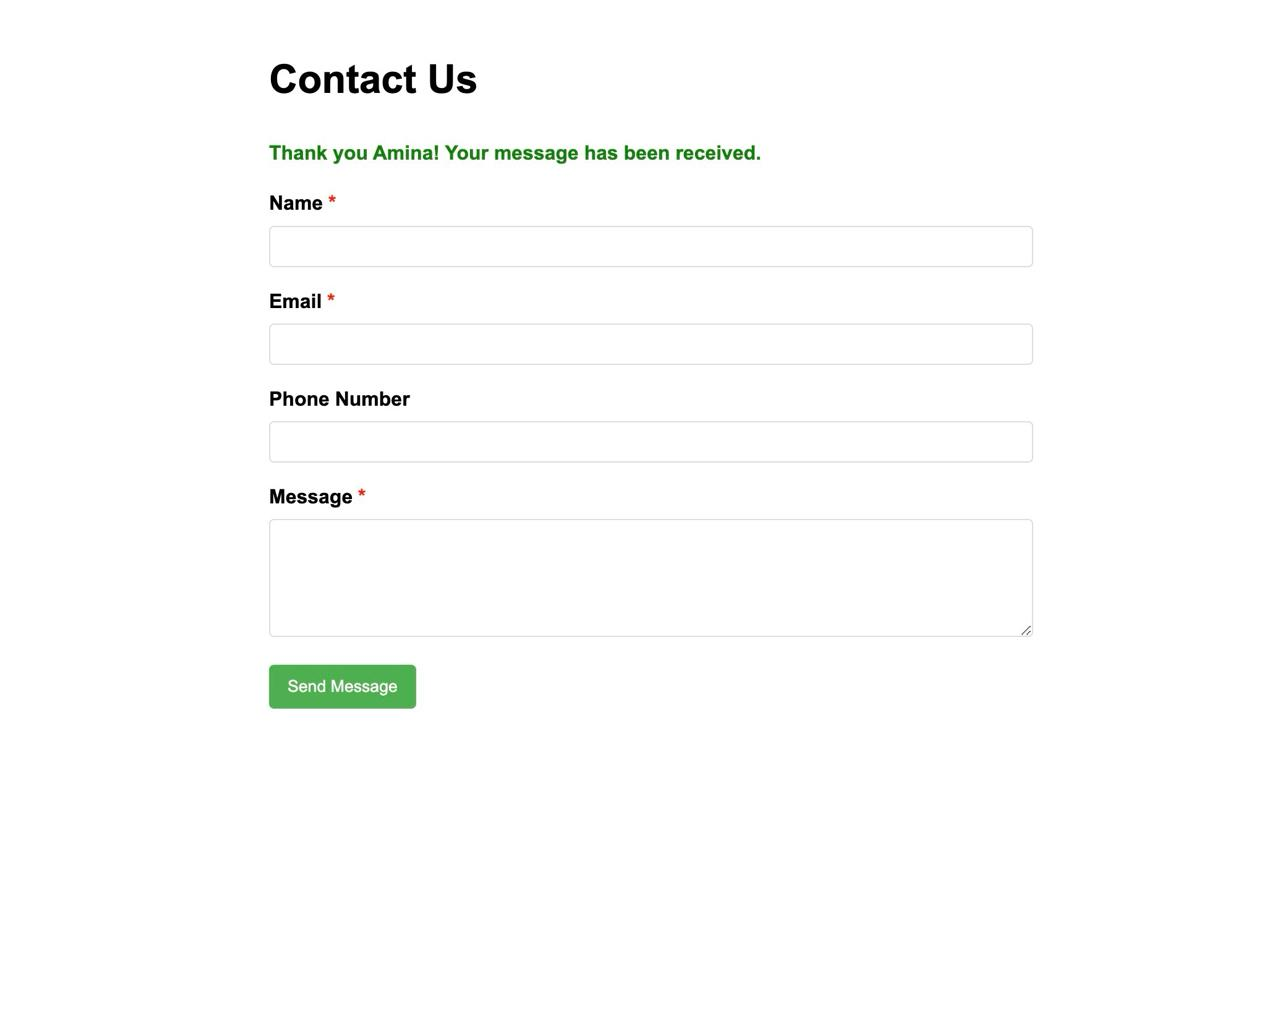 Contact Us
Thank you Amina! Your message has been received.
Name *
Email *
Phone Number
Message *
Send Message